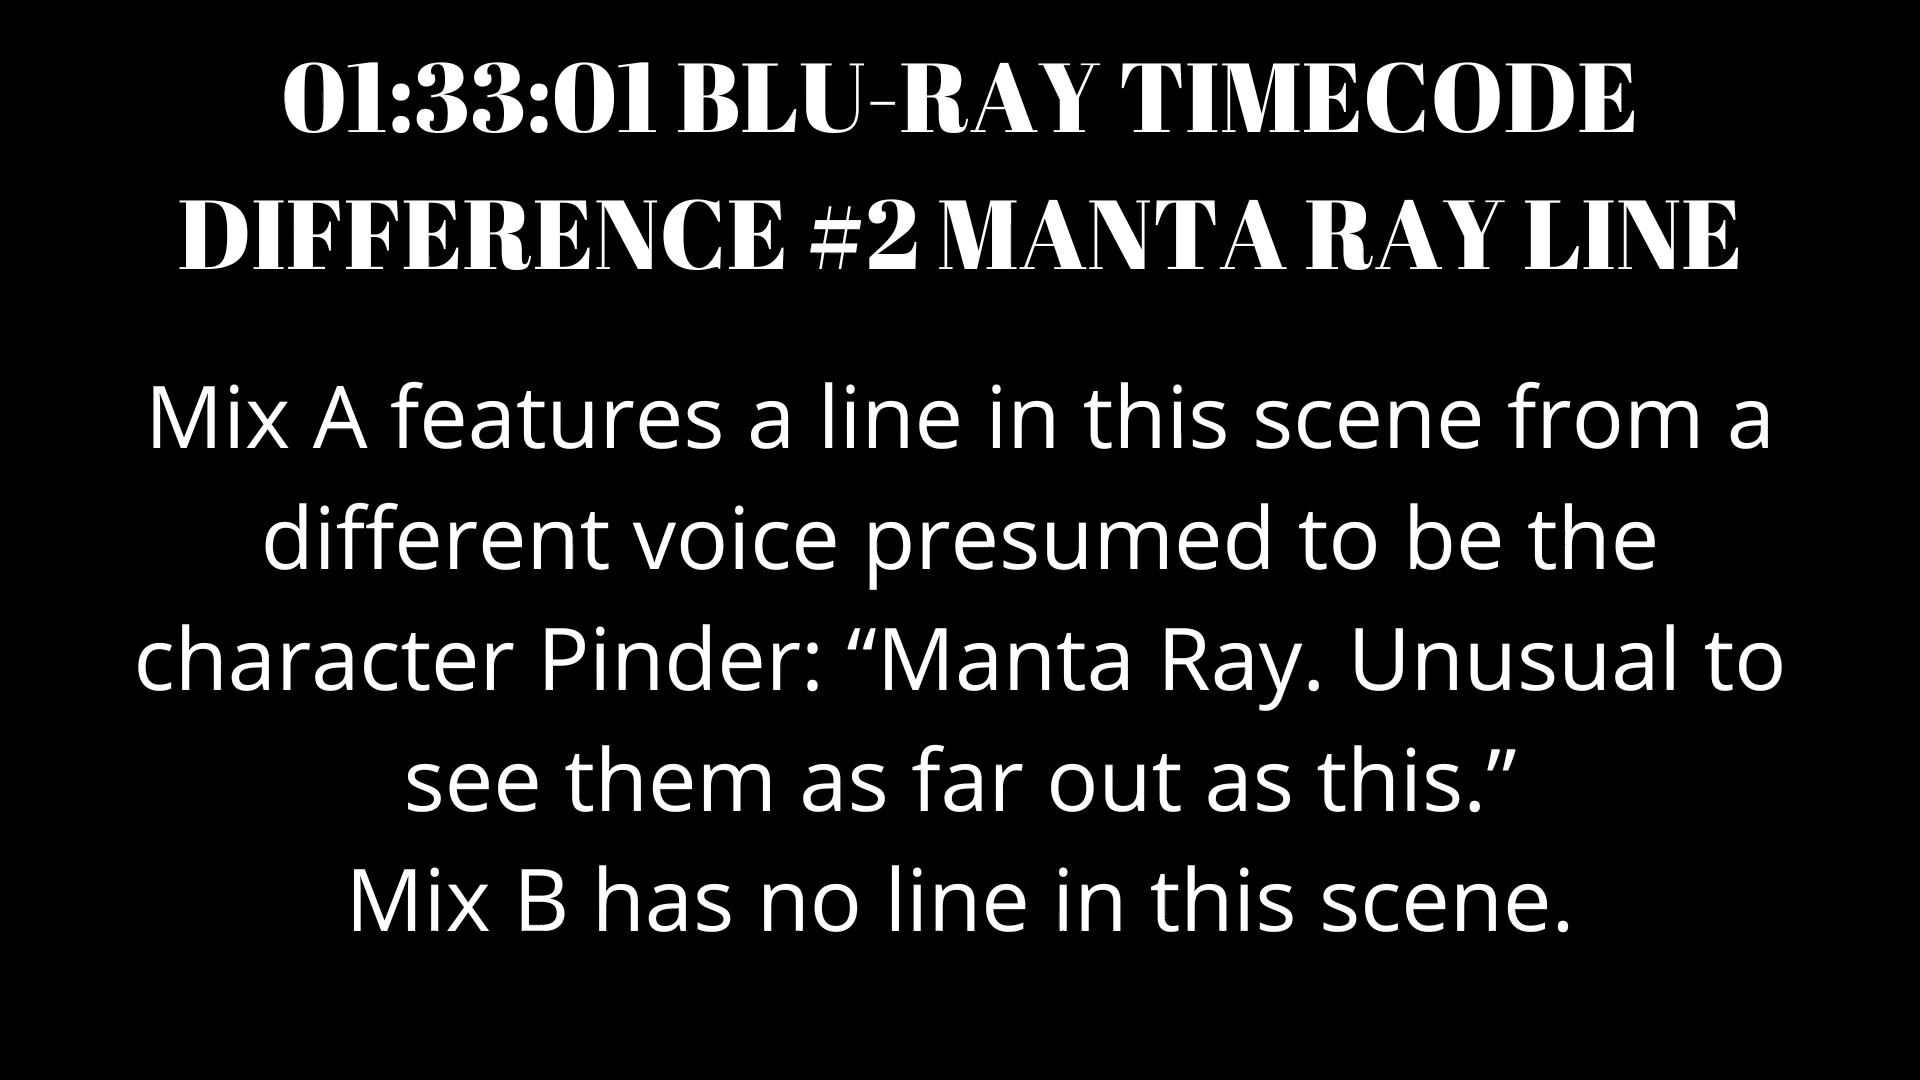 01:33:01 BLU-RAY TIMECODE
DIFFERENCE #2 MANTA RAY LINE
Mix A features a line in this scene from a
different voice presumed to be the
character Pinder: “Manta Ray. Unusual to
see them as far out as this.”
Mix B has no line in this scene.